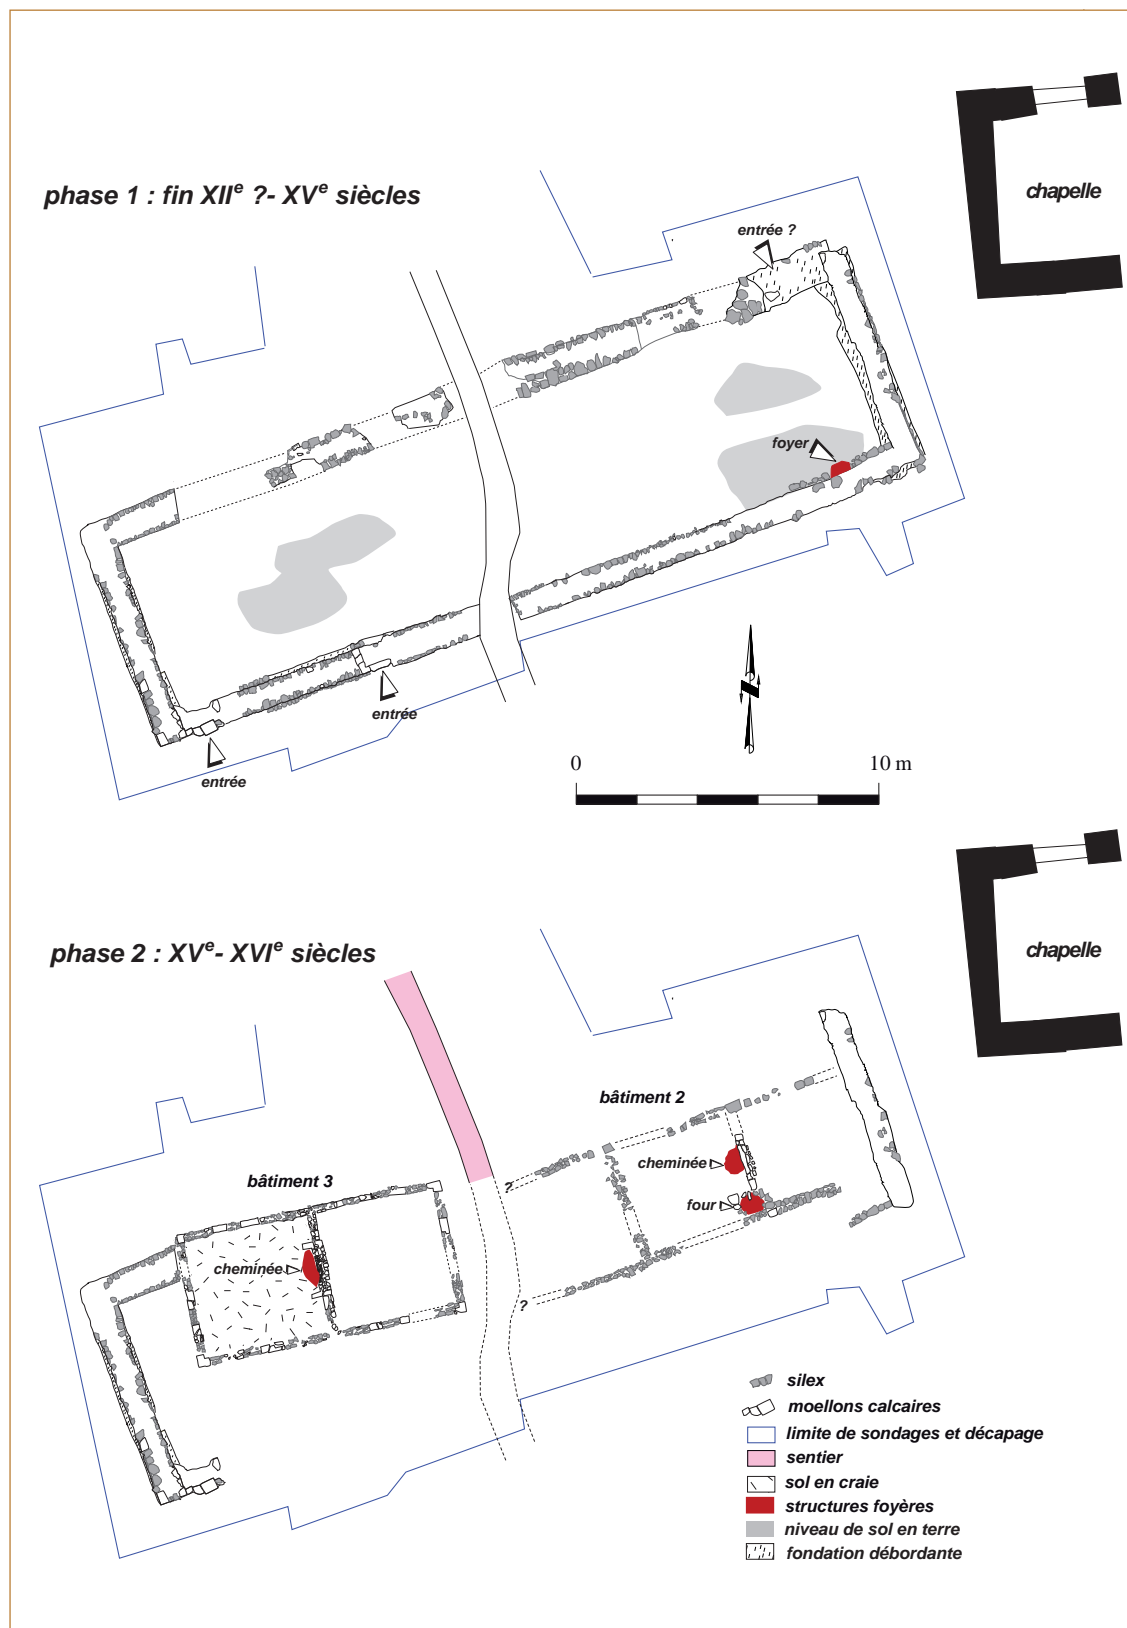 chapelle
phase 1 : fin XIIe ?- XVe siècles
entrée ?
foyer
entrée
entrée
0 10 m
chapelle
phase 2 : XVe- XVIe siècles
bâtiment 2
cheminée
bâtiment 3
?
four
cheminée
?
silex
moellons calcaires
limite de sondages et décapage
sentier
sol en craie
structures foyères
niveau de sol en terre
fondation débordante